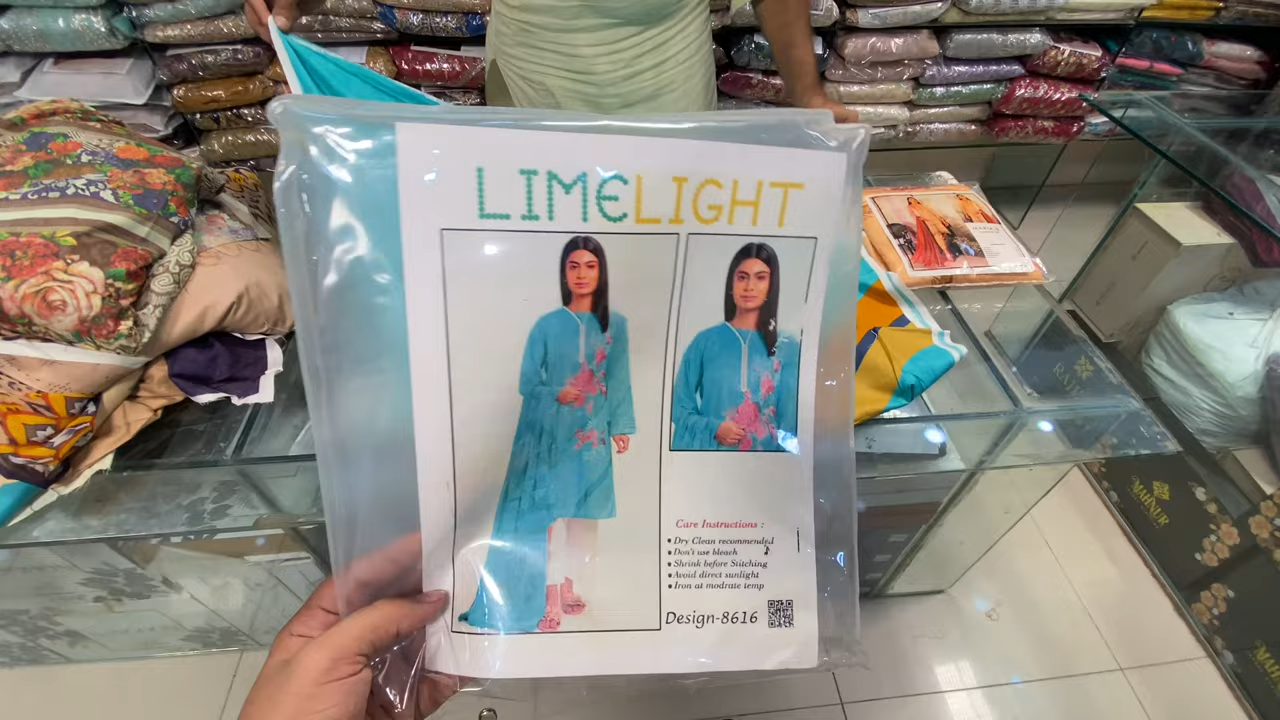 LIMELIGHT
Care Instructions :
• Dry Clean recommended
• Don't use bleach
• Shrink before Stitching
• Avoid direct sunlight
• Iron at modrate temp
Design-8616
MAHNUR